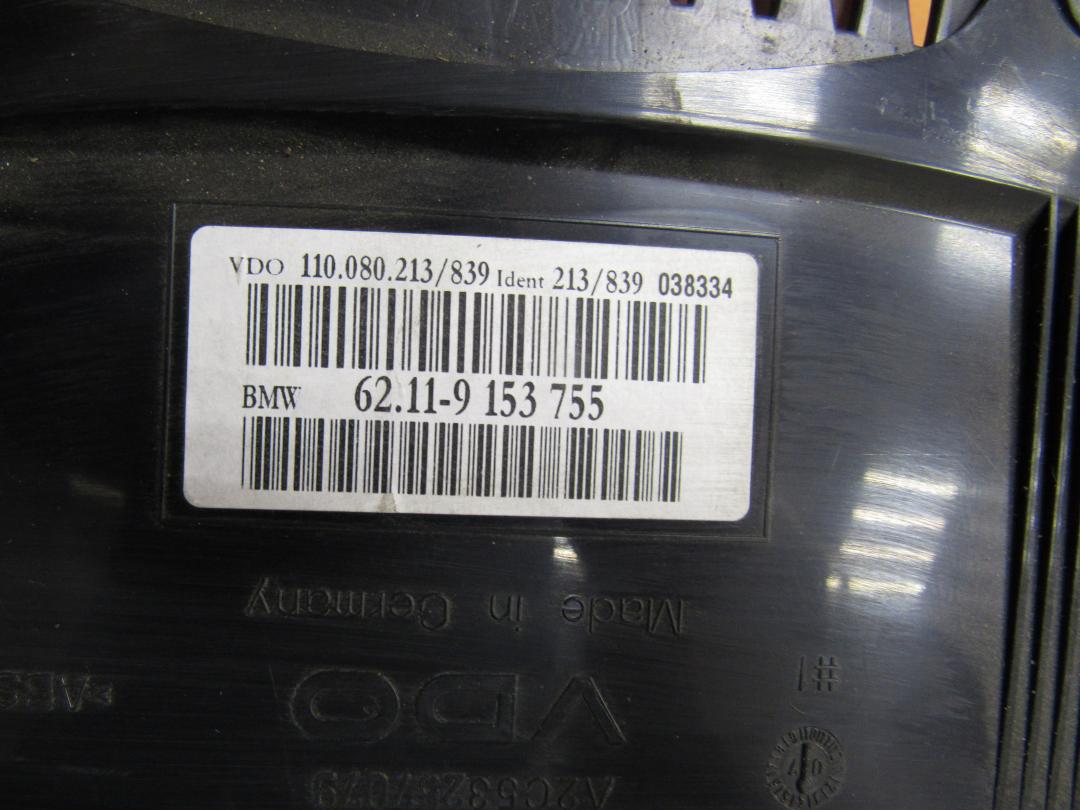 VDO 110.080.213/839 Ident 213/839 038334
BMW 62.11-9 153 755
Made in Germany
VDO
#1